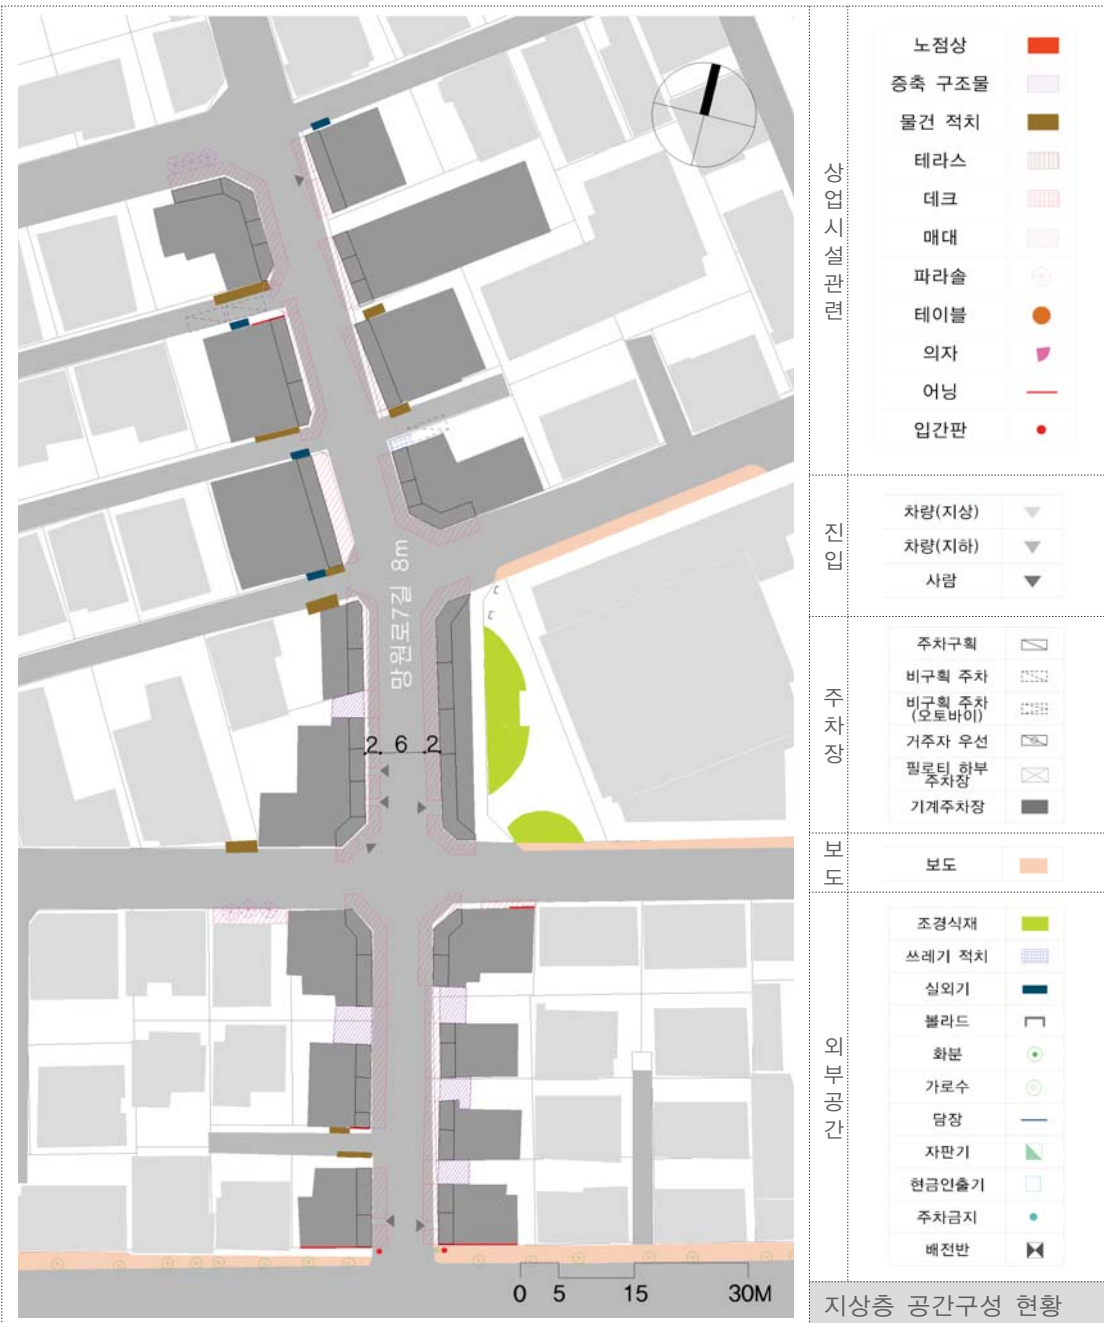 망원로7길 8m
2 6 2
0 5 15 30M
상업시설관련
노점상
증축 구조물
물건 적치
테라스
데크
매대
파라솔
테이블
의자
어닝
입간판
진입
차량(지상)
차량(지하)
사람
주차장
주차구획
비구획 주차
비구획 주차
(오토바이)
거주자 우선
필로티 하부
주차장
기계주차장
보도
보도
외부공간
조경식재
쓰레기 적치
실외기
볼라드
화분
가로수
담장
자판기
현금인출기
주차금지
배전반
지상층 공간구성 현황